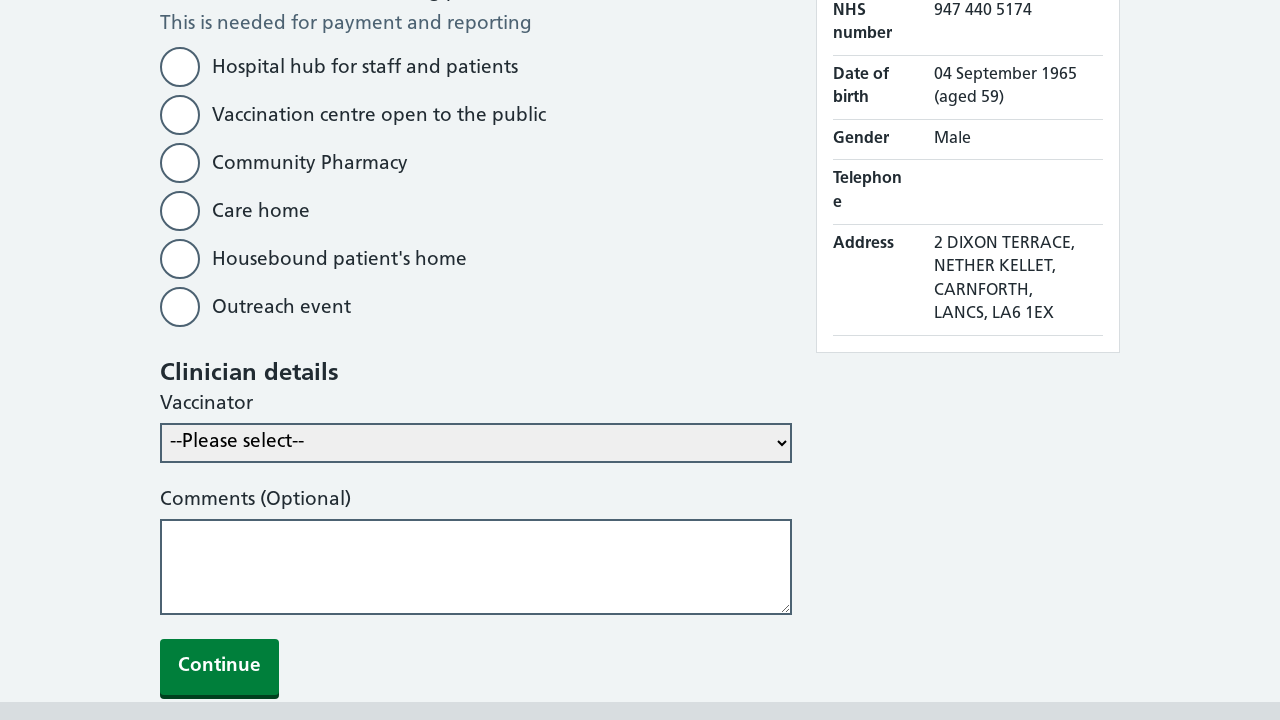 This is needed for payment and reporting
Hospital hub for staff and patients
Vaccination centre open to the public
Community Pharmacy
Care home
Housebound patient's home
Outreach event
Clinician details
Vaccinator
--Please select--
Comments (Optional)
Continue
NHS number 947 440 5174
Date of birth 04 September 1965 (aged 59)
Gender Male
Telephone
Address 2 DIXON TERRACE,
NETHER KELLET,
CARNFORTH,
LANCS, LA6 1EX